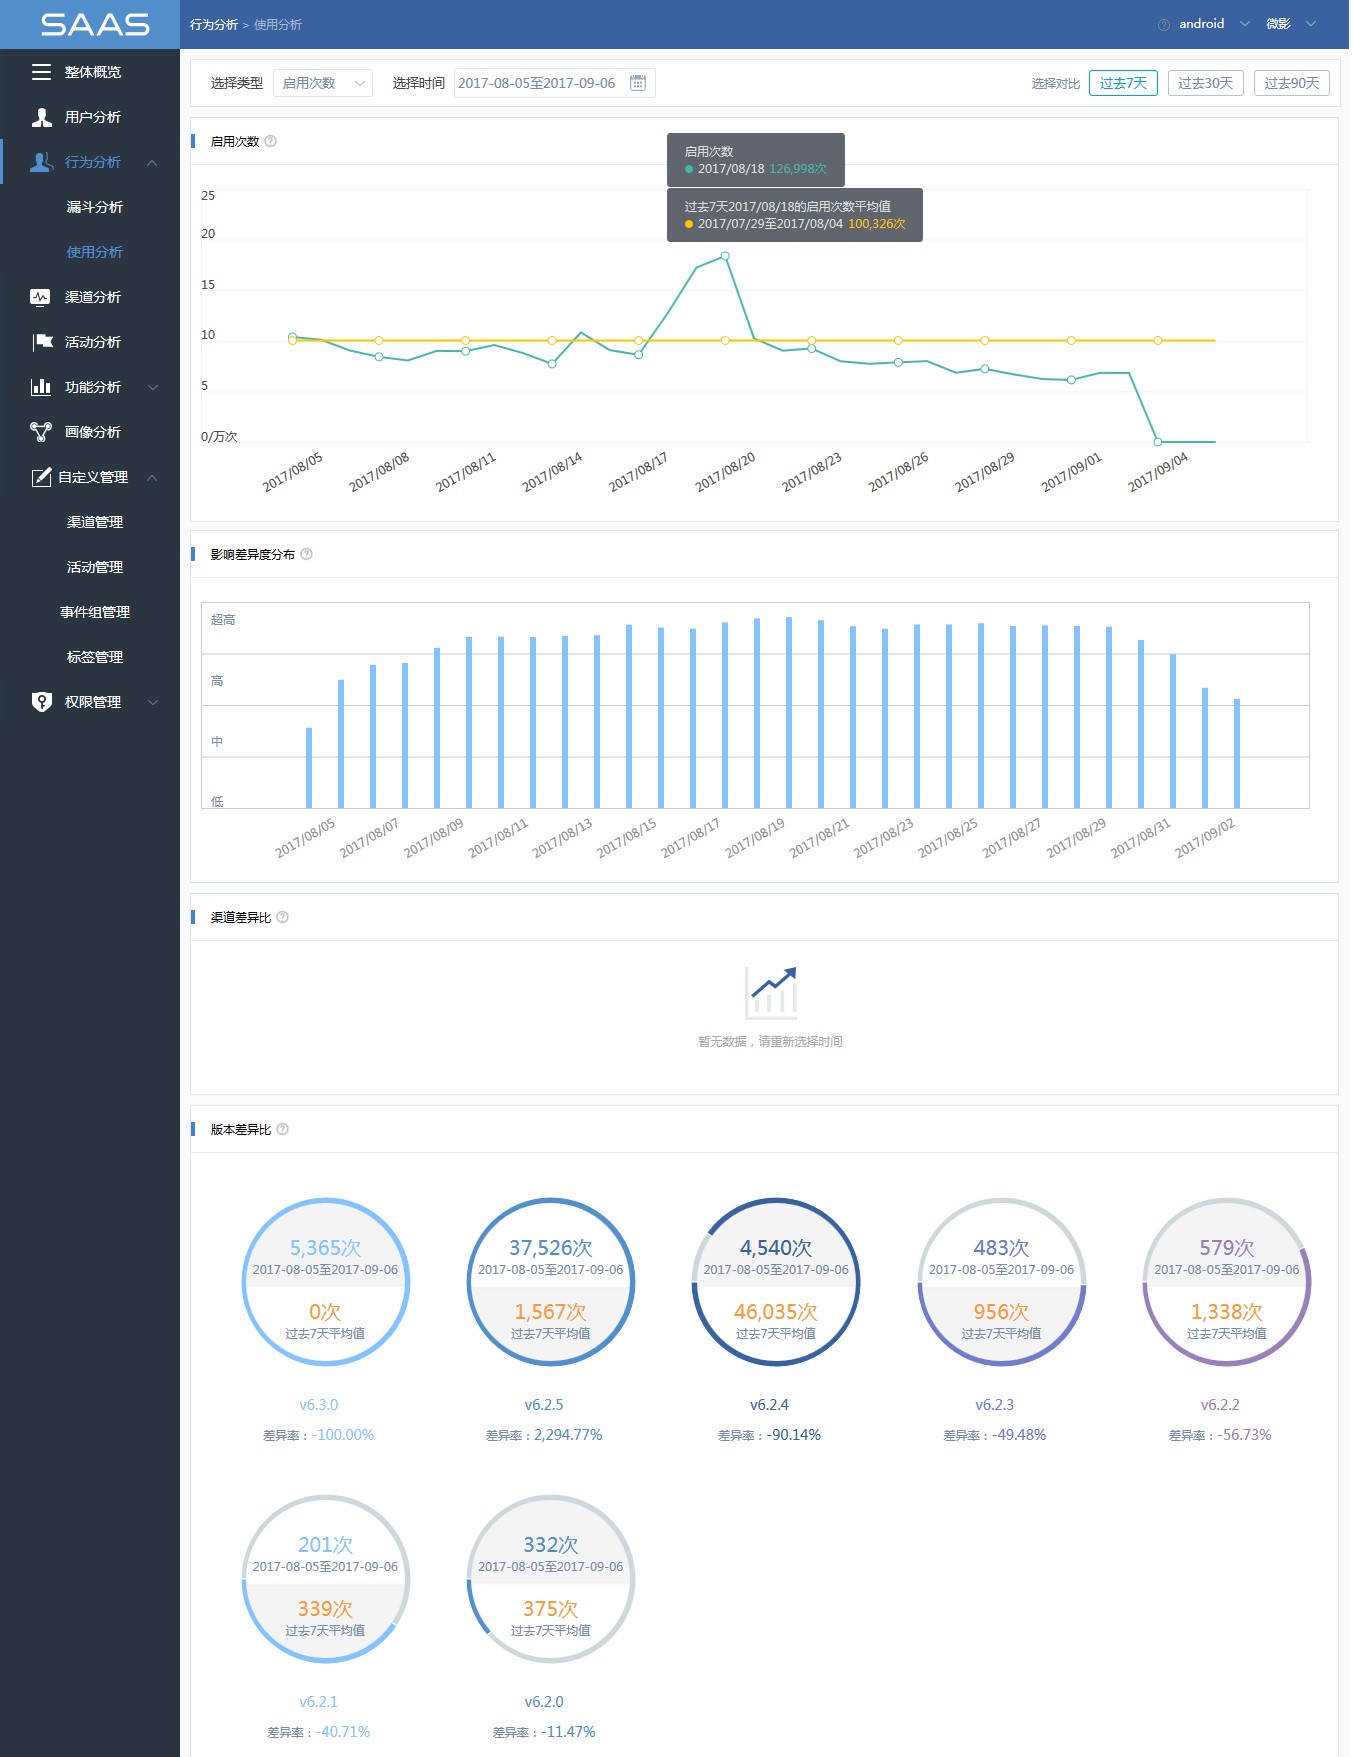 SAAS
行为分析 > 使用分析
android
微影
整体概览
用户分析
行为分析
漏斗分析
使用分析
渠道分析
活动分析
功能分析
画像分析
自定义管理
渠道管理
活动管理
事件组管理
标签管理
权限管理
选择类型 启用次数 选择时间 2017-08-05至2017-09-06
选择对比 过去7天 过去30天 过去90天
启用次数
启用次数
2017/08/18 126,998次
过去7天2017/08/18的启用次数平均值
2017/07/29至2017/08/04 100,326次
25
20
15
10
5
0/万次
2017/08/05 2017/08/08 2017/08/11 2017/08/14 2017/08/17 2017/08/20 2017/08/23 2017/08/26 2017/08/29 2017/09/01 2017/09/04
影响差异度分布
超高
高
中
低
2017/08/05 2017/08/07 2017/08/09 2017/08/11 2017/08/13 2017/08/15 2017/08/17 2017/08/19 2017/08/21 2017/08/23 2017/08/25 2017/08/27 2017/08/29 2017/08/31 2017/09/02
渠道差异比
暂无数据，请重新选择时间
版本差异比
5,365次
2017-08-05至2017-09-06
0次
过去7天平均值
v6.3.0
差异率：-100.00%
37,526次
2017-08-05至2017-09-06
1,567次
过去7天平均值
v6.2.5
差异率：2,294.77%
4,540次
2017-08-05至2017-09-06
46,035次
过去7天平均值
v6.2.4
差异率：-90.14%
483次
2017-08-05至2017-09-06
956次
过去7天平均值
v6.2.3
差异率：-49.48%
579次
2017-08-05至2017-09-06
1,338次
过去7天平均值
v6.2.2
差异率：-56.73%
201次
2017-08-05至2017-09-06
339次
过去7天平均值
v6.2.1
差异率：-40.71%
332次
2017-08-05至2017-09-06
375次
过去7天平均值
v6.2.0
差异率：-11.47%